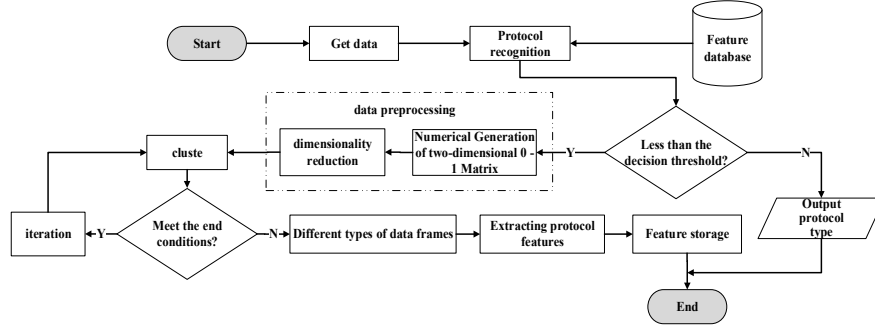 Start
Get data
Protocol
recognition
Feature
database
data preprocessing
Less than the
decision threshold?
Y
N
Numerical Generation
of two-dimensional 0 -
1 Matrix
dimensionality
reduction
cluste
Meet the end
conditions?
Y
N
iteration
Different types of data frames
Extracting protocol
features
Feature storage
Output
protocol
type
End